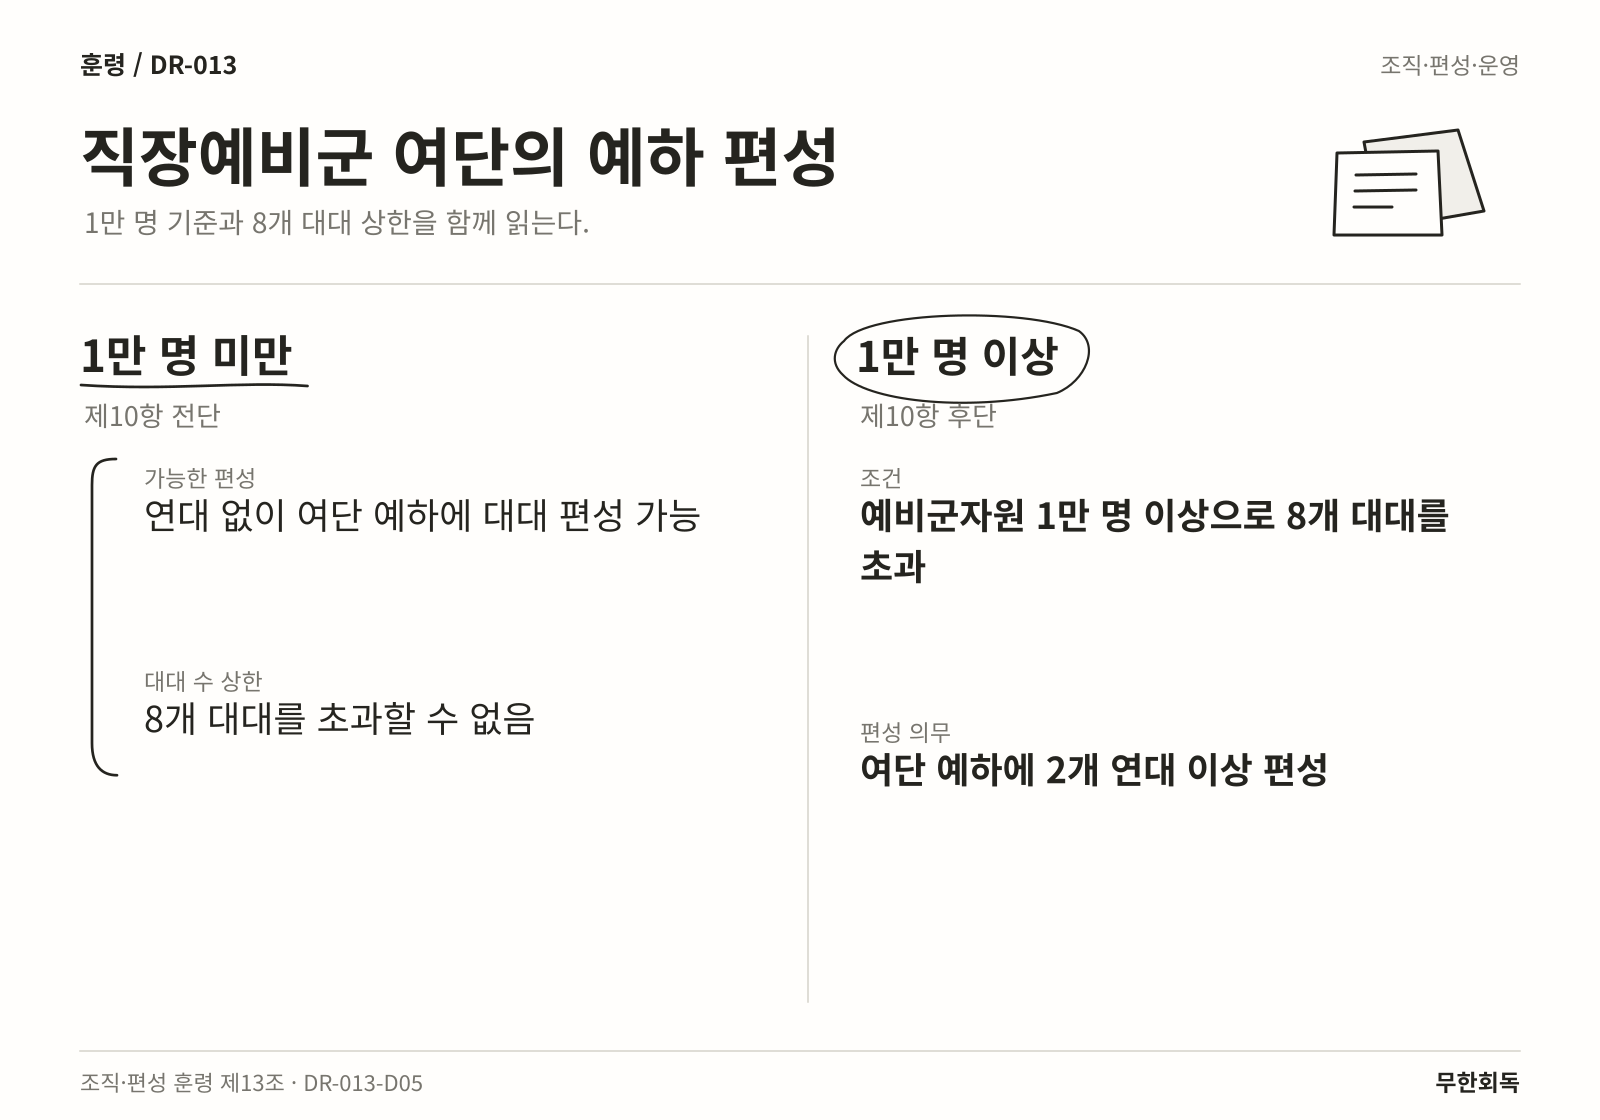 훈령 / DR-013
조직·편성·운영
직장예비군 여단의 예하 편성
1만 명 기준과 8개 대대 상한을 함께 읽는다.
1만 명 미만
제10항 전단
가능한 편성
연대 없이 여단 예하에 대대 편성 가능
대대 수 상한
8개 대대를 초과할 수 없음
1만 명 이상
제10항 후단
조건
예비군자원 1만 명 이상으로 8개 대대를
초과
편성 의무
여단 예하에 2개 연대 이상 편성
조직·편성 훈령 제13조 · DR-013-D05
무한회독